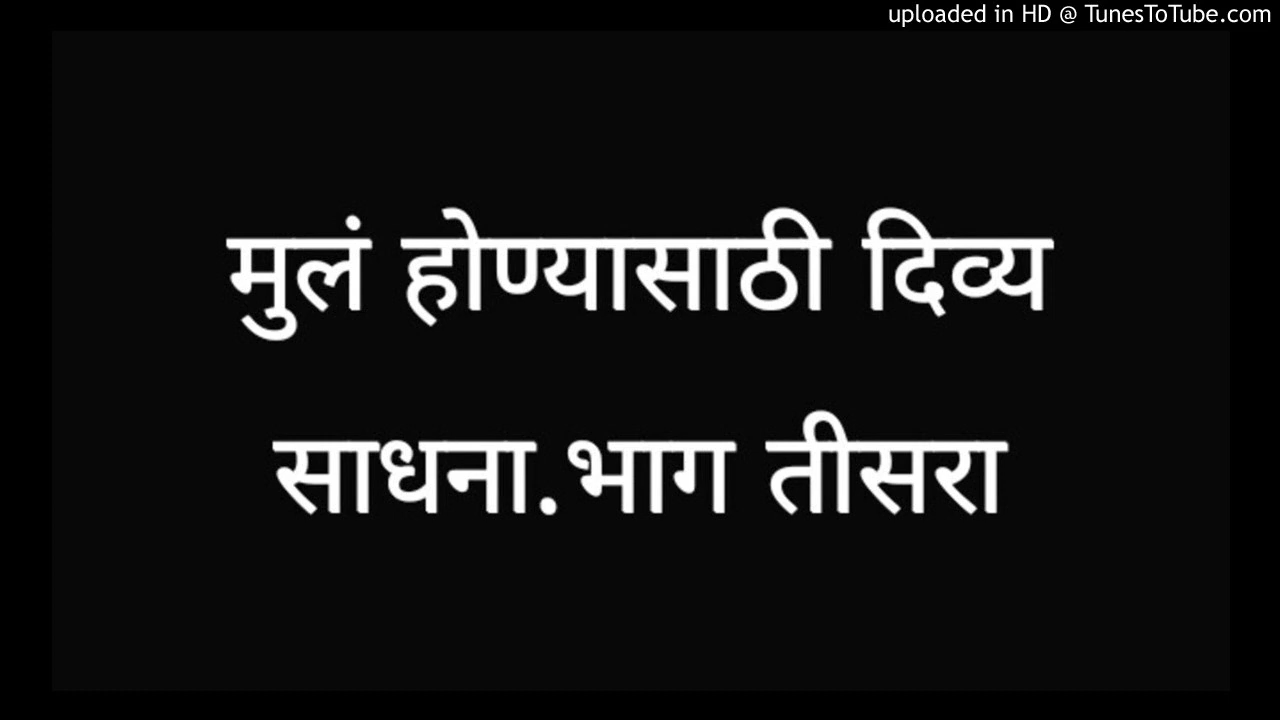 uploaded in HD @ TunesToTube.com
मुलं होण्यासाठी दिव्य
साधना.भाग तीसरा